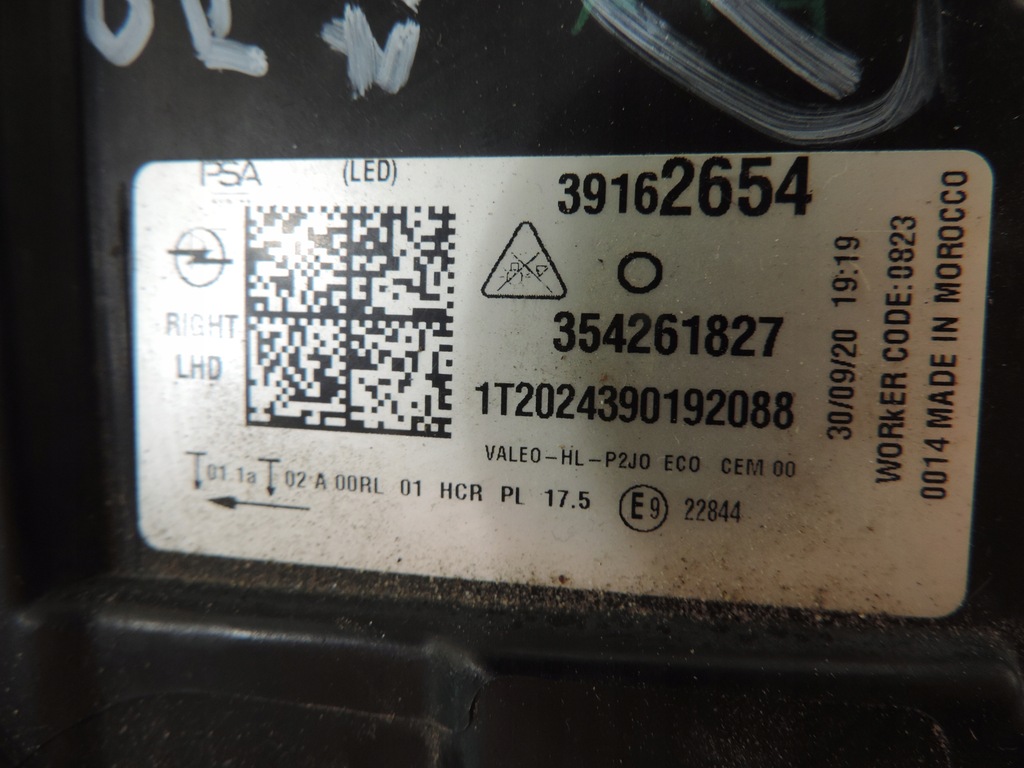 PSA (LED)
39162654
RIGHT
LHD
354261827
1T2024390192088
VALEO-HL-P2JO ECO CEM 00
01.1a 02 A 00RL 01 HCR PL 17.5 E9 22844
30/09/20 19:19
WORKER CODE:0823
0014 MADE IN MOROCCO